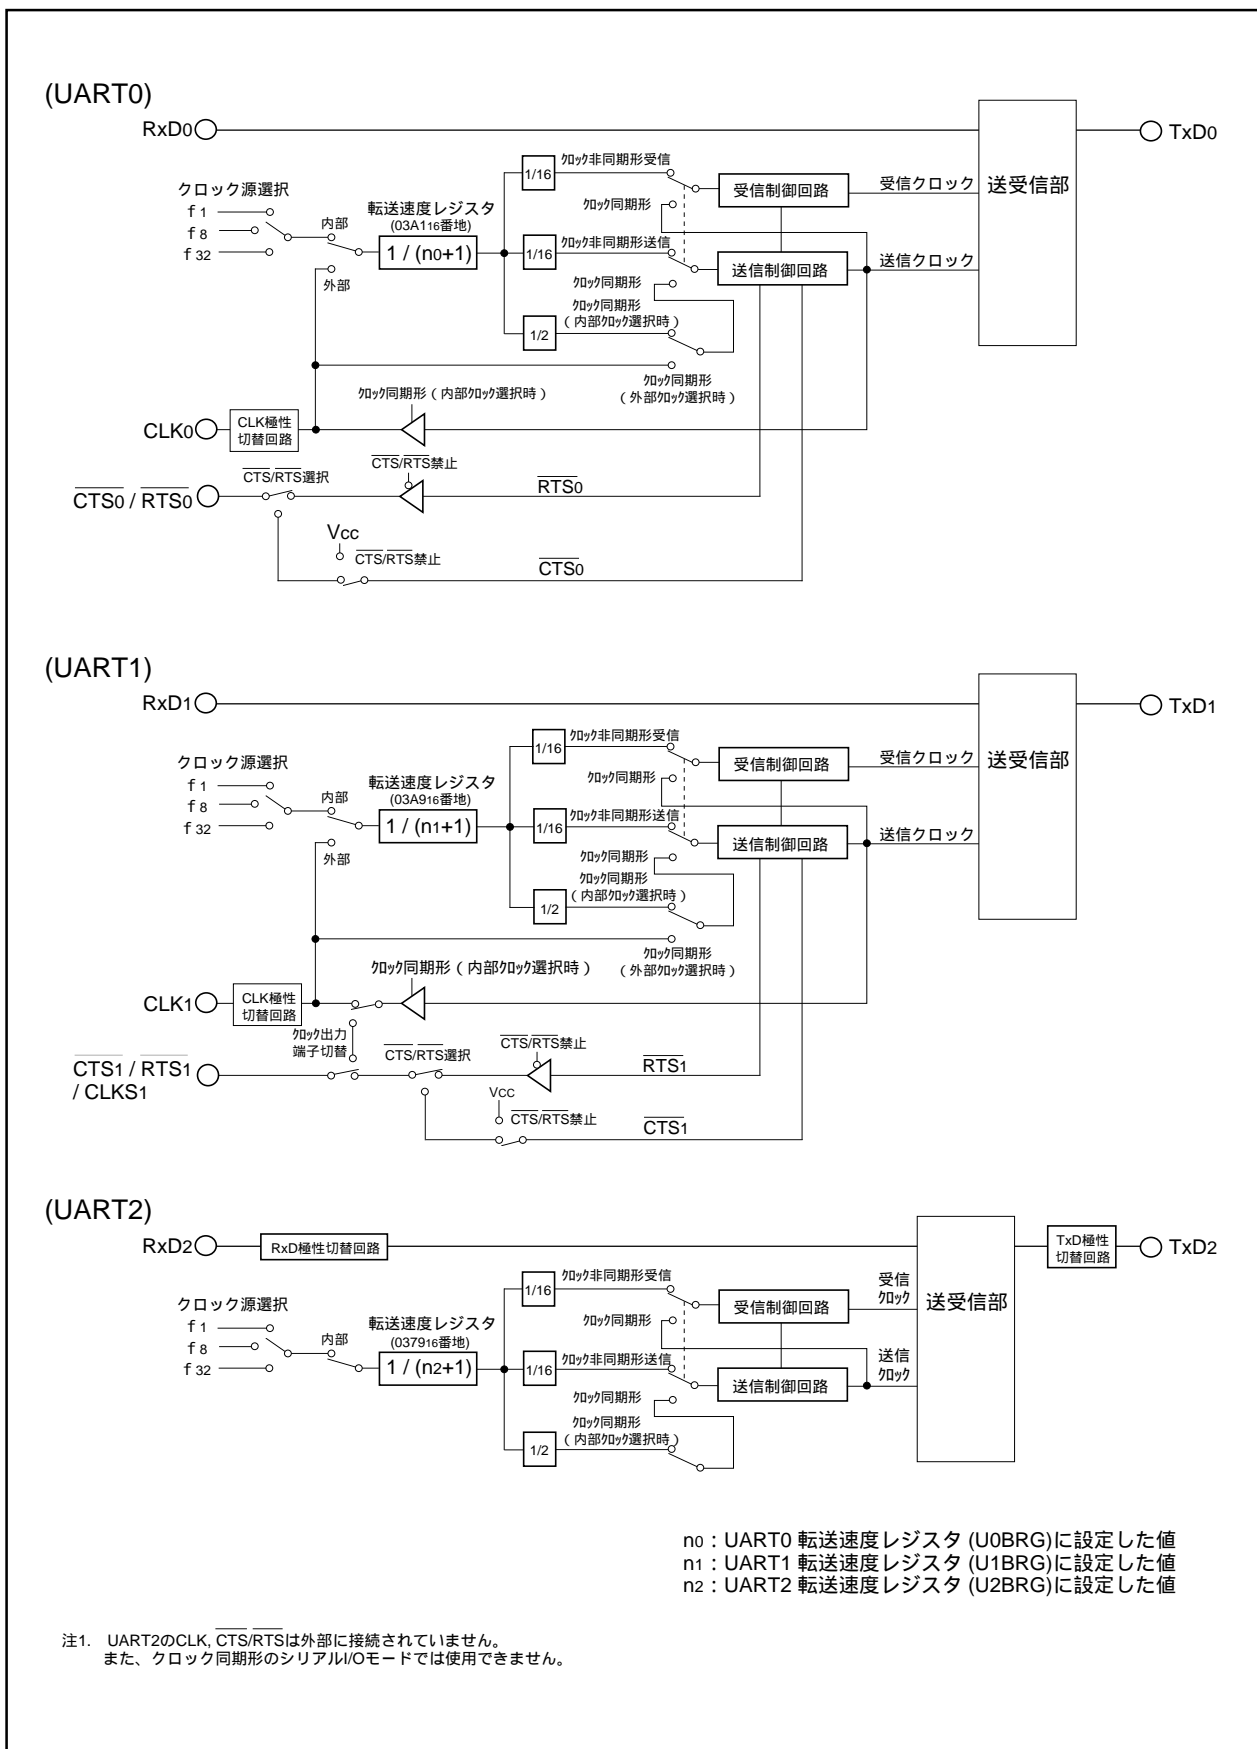 (UART0)
RxD0
TxD0
クロック非同期形受信
1/16
受信制御回路
受信クロック
送受信部
クロック源選択
f 1
f 8
f 32
内部
外部
転送速度レジスタ
(03A116番地)
1 / (n0+1)
クロック同期形
クロック非同期形送信
1/16
送信制御回路
送信クロック
クロック同期形
クロック同期形
(内部クロック選択時)
1/2
クロック同期形
(外部クロック選択時)
クロック同期形(内部クロック選択時)
CLK0
CLK極性
切替回路
CTS/RTS選択
CTS/RTS禁止
RTS0
CTS0 / RTS0
Vcc
CTS/RTS禁止
CTS0
(UART1)
RxD1
TxD1
クロック非同期形受信
1/16
受信制御回路
受信クロック
送受信部
クロック源選択
f 1
f 8
f 32
内部
外部
転送速度レジスタ
(03A916番地)
1 / (n1+1)
クロック同期形
クロック非同期形送信
1/16
送信制御回路
送信クロック
クロック同期形
クロック同期形
(内部クロック選択時)
1/2
クロック同期形
(外部クロック選択時)
クロック同期形(内部クロック選択時)
CLK1
CLK極性
切替回路
クロック出力
端子切替
CTS/RTS選択
CTS/RTS禁止
RTS1
CTS1 / RTS1
/ CLKS1
Vcc
CTS/RTS禁止
CTS1
(UART2)
RxD2
RxD極性切替回路
TxD極性
切替回路
TxD2
クロック非同期形受信
1/16
受信制御回路
受信
クロック
送受信部
クロック源選択
f 1
f 8
f 32
内部
転送速度レジスタ
(037916番地)
1 / (n2+1)
クロック同期形
クロック非同期形送信
1/16
送信制御回路
送信
クロック
クロック同期形
クロック同期形
(内部クロック選択時)
1/2
n0:UART0 転送速度レジスタ (U0BRG)に設定した値
n1:UART1 転送速度レジスタ (U1BRG)に設定した値
n2:UART2 転送速度レジスタ (U2BRG)に設定した値
注1. UART2のCLK, CTS/RTSは外部に接続されていません。
また、クロック同期形のシリアルI/Oモードでは使用できません。